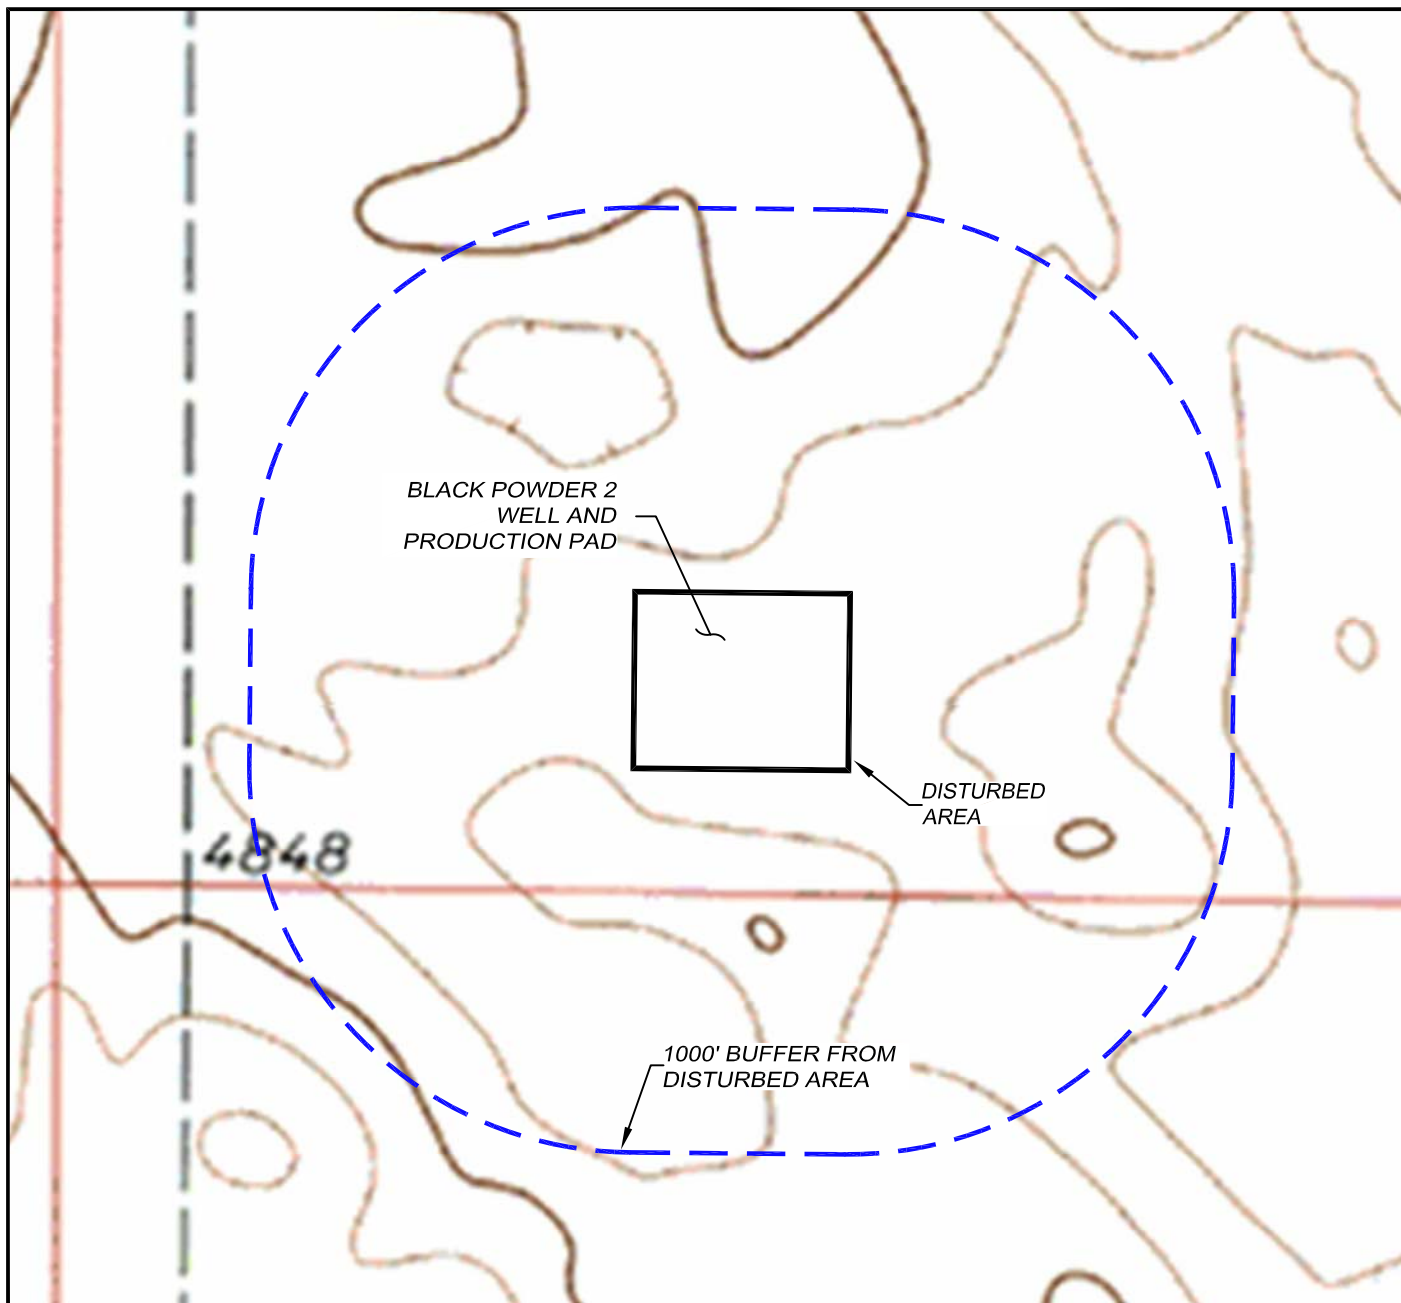 BLACK POWDER 2
WELL AND
PRODUCTION PAD
DISTURBED
AREA
4848
1000' BUFFER FROM
DISTURBED AREA